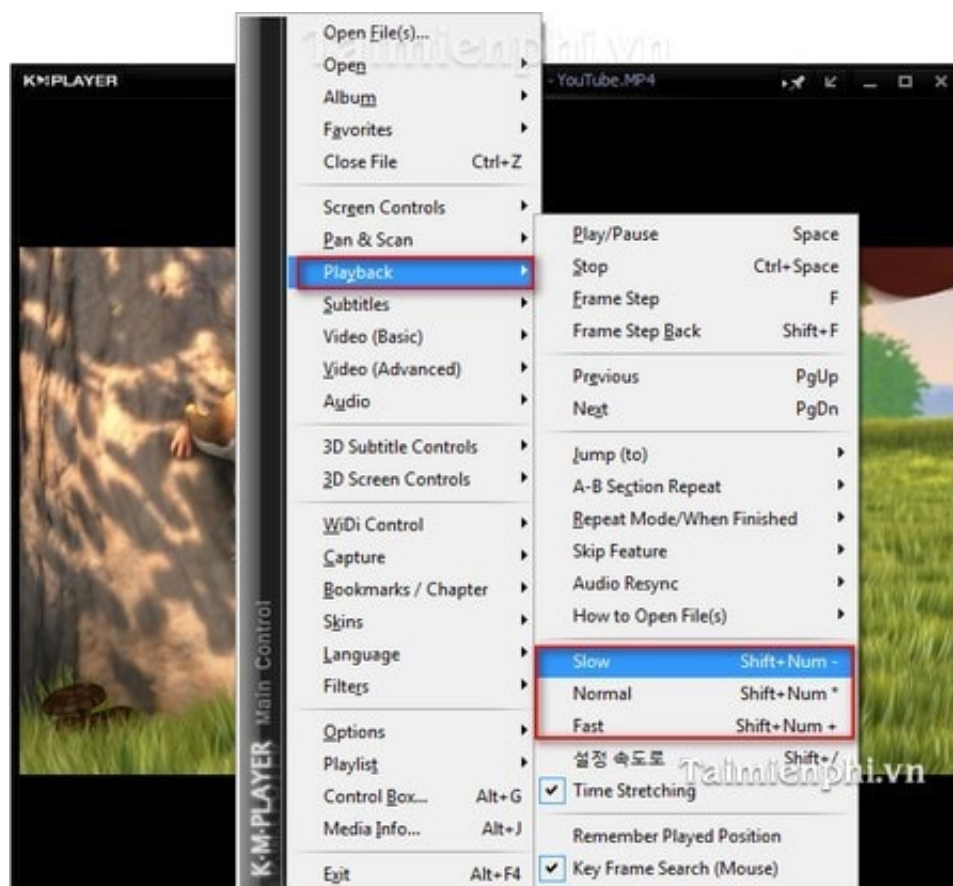 Taimienphi.vn
KMPLAYER
- YouTube.MP4
Open File(s)...
Open
Album
Favorites
Close File Ctrl+Z
Screen Controls
Pan & Scan
Playback
Subtitles
Video (Basic)
Video (Advanced)
Audio
3D Subtitle Controls
3D Screen Controls
WiDi Control
Capture
Bookmarks / Chapter
Skins
Language
Filters
Options
Playlist
Control Box... Alt+G
Media Info... Alt+J
Exit Alt+F4
K·M·PLAYER Main Control
Play/Pause Space
Stop Ctrl+Space
Frame Step F
Frame Step Back Shift+F
Previous PgUp
Next PgDn
Jump (to)
A-B Section Repeat
Repeat Mode/When Finished
Skip Feature
Audio Resync
How to Open File(s)
Slow Shift+Num -
Normal Shift+Num *
Fast Shift+Num +
설정 속도로 Shift+/
Taimienphi.vn
Time Stretching
Remember Played Position
Key Frame Search (Mouse)